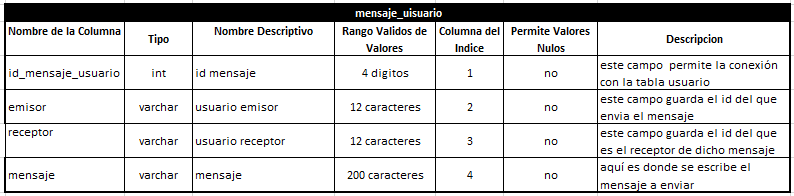 mensaje_uisuario
Nombre de la Columna Tipo Nombre Descriptivo Rango Validos de Valores Columna del Indice Permite Valores Nulos Descripcion
id_mensaje_usuario int id mensaje 4 digitos 1 no este campo permite la conexión
con la tabla usuario
emisor varchar usuario emisor 12 caracteres 2 no este campo guarda el id del que
envia el mensaje
receptor varchar usuario receptor 12 caracteres 3 no este campo guarda el id del que
es el receptor de dicho mensaje
mensaje varchar mensaje 200 caracteres 4 no aquí es donde se escribe el
mensaje a enviar